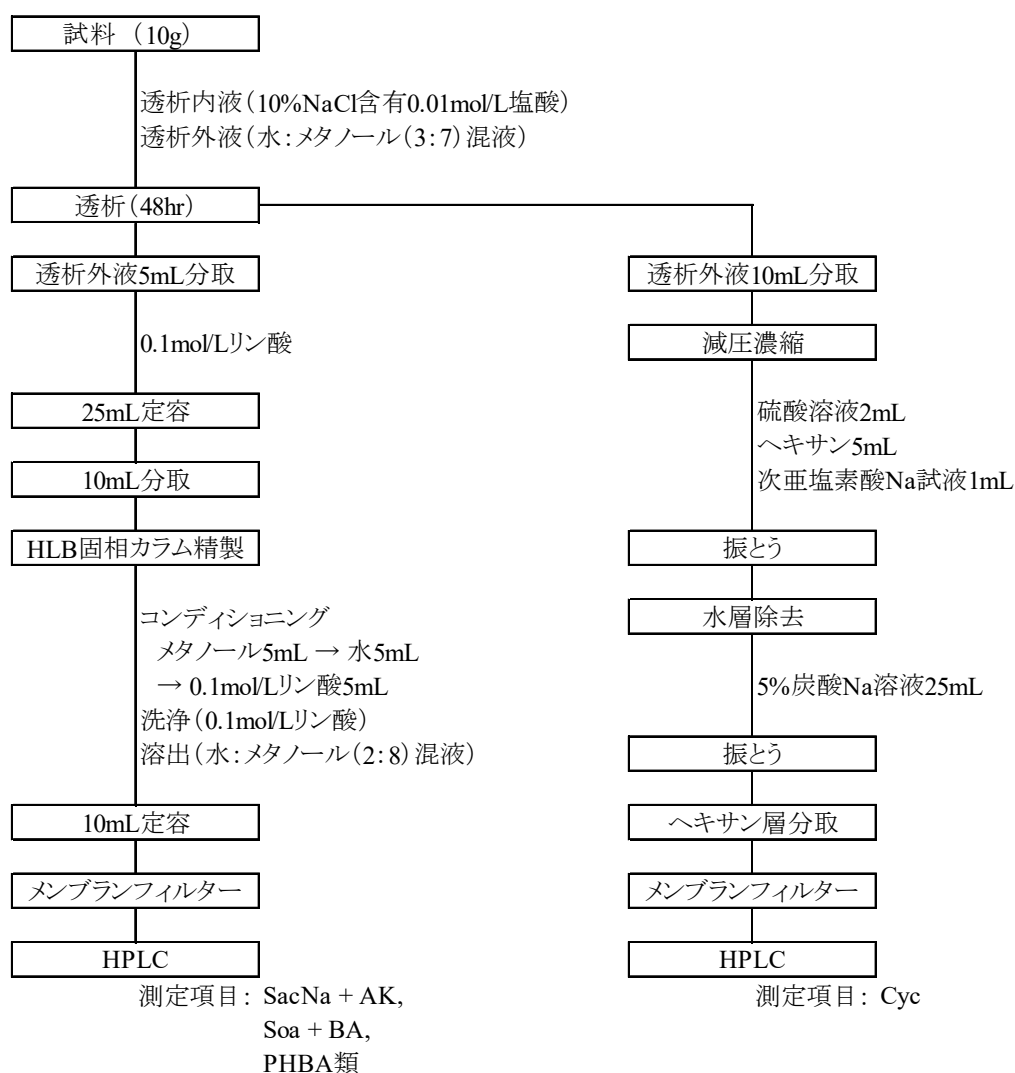 試料 （10g）
透析内液（10%NaCl含有0.01mol/L塩酸）
透析外液（水：メタノール（3：7）混液）
透析（48hr）
透析外液5mL分取
0.1mol/Lリン酸
25mL定容
10mL分取
HLB固相カラム精製
コンディショニング
メタノール5mL → 水5mL
→ 0.1mol/Lリン酸5mL
洗浄（0.1mol/Lリン酸）
溶出（水：メタノール（2：8）混液）
10mL定容
メンブランフィルター
HPLC
測定項目： SacNa + AK,
Soa + BA,
PHBA類
透析外液10mL分取
減圧濃縮
硫酸溶液2mL
ヘキサン5mL
次亜塩素酸Na試液1mL
振とう
水層除去
5%炭酸Na溶液25mL
振とう
ヘキサン層分取
メンブランフィルター
HPLC
測定項目： Cyc